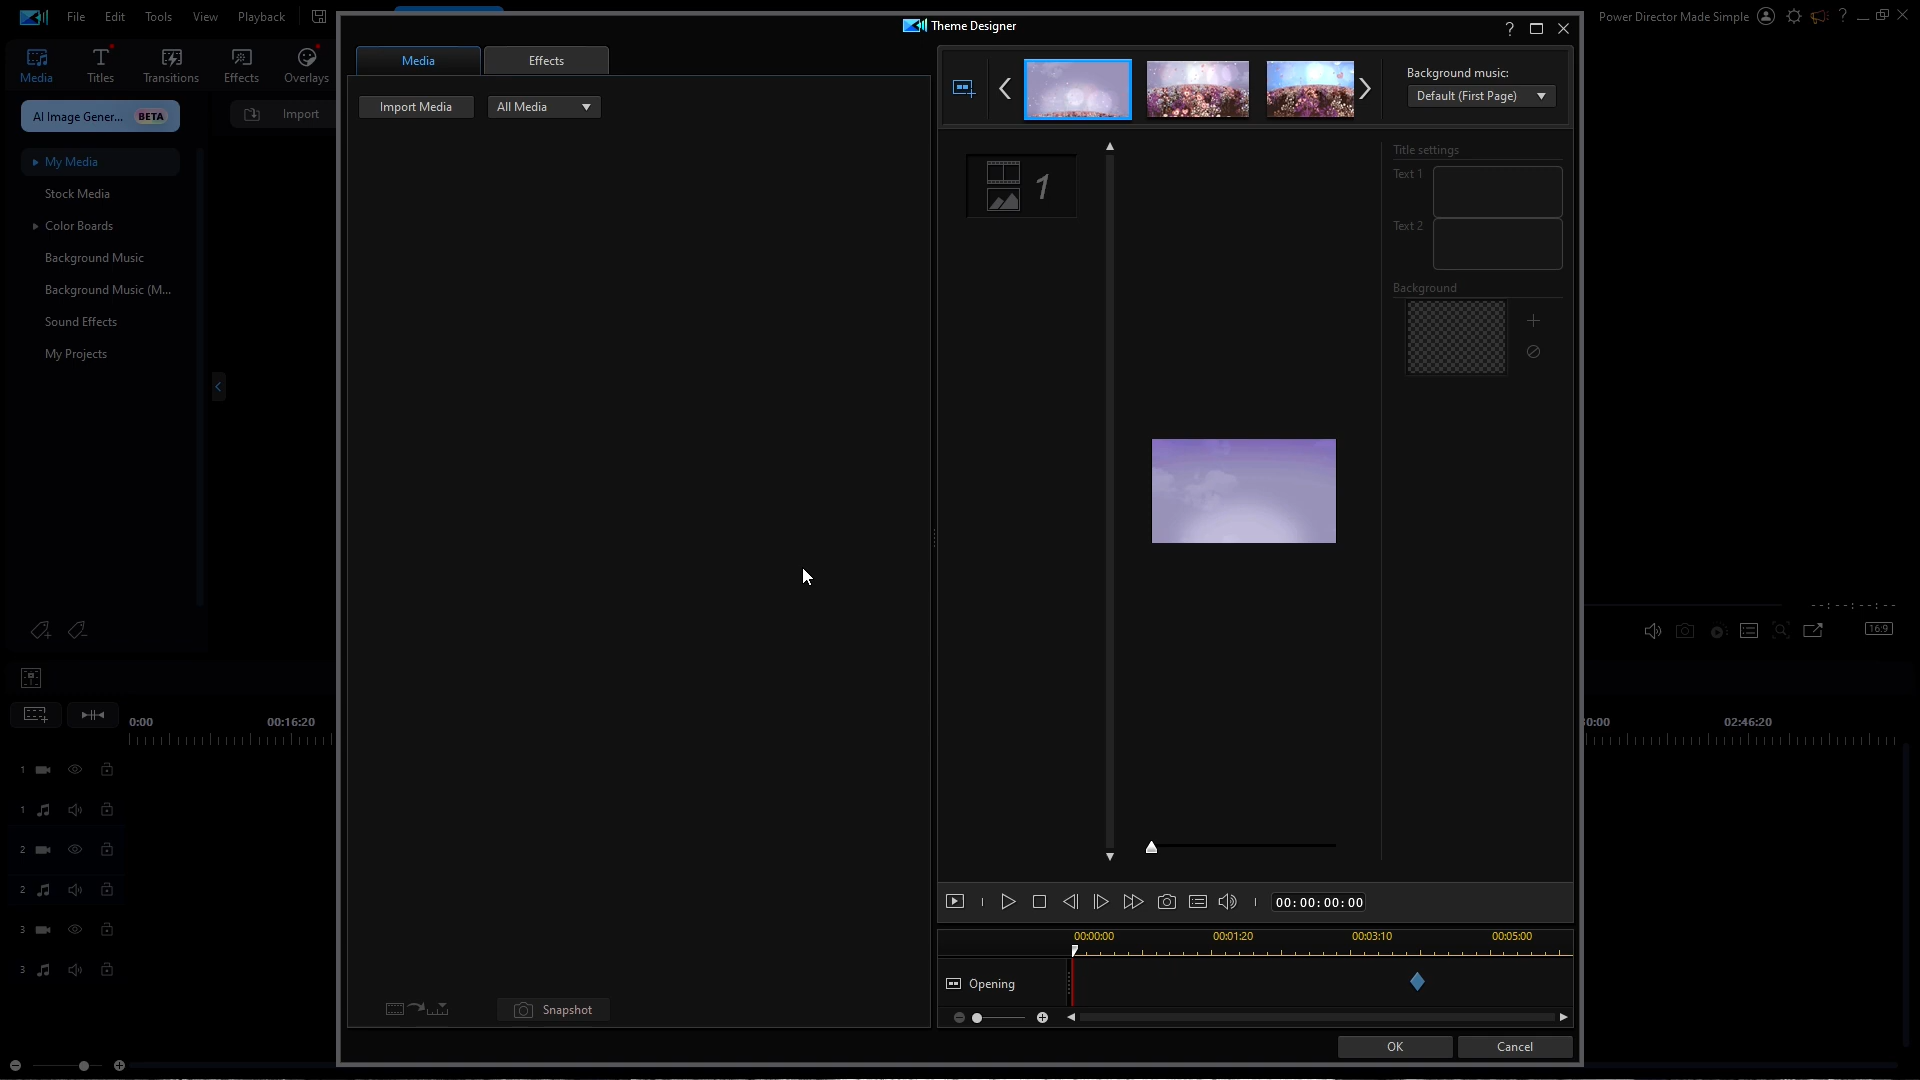 File Edit Tools View Playback
Theme Designer
Power Director Made Simple
Media Titles Transitions Effects Overlays
AI Image Gener... BETA
Import
My Media
Stock Media
Color Boards
Background Music
Background Music (M...
Sound Effects
My Projects
Media Effects
Import Media All Media
Background music:
Default (First Page)
1
Title settings
Text 1
Text 2
Background
--:--:--:--
16:9
00:00:00:00
00:00:00 00:01:20 00:03:10 00:05:00
Opening
Snapshot
OK Cancel
0:00 00:16:20
30:00 02:46:20
1
1
2
2
3
3